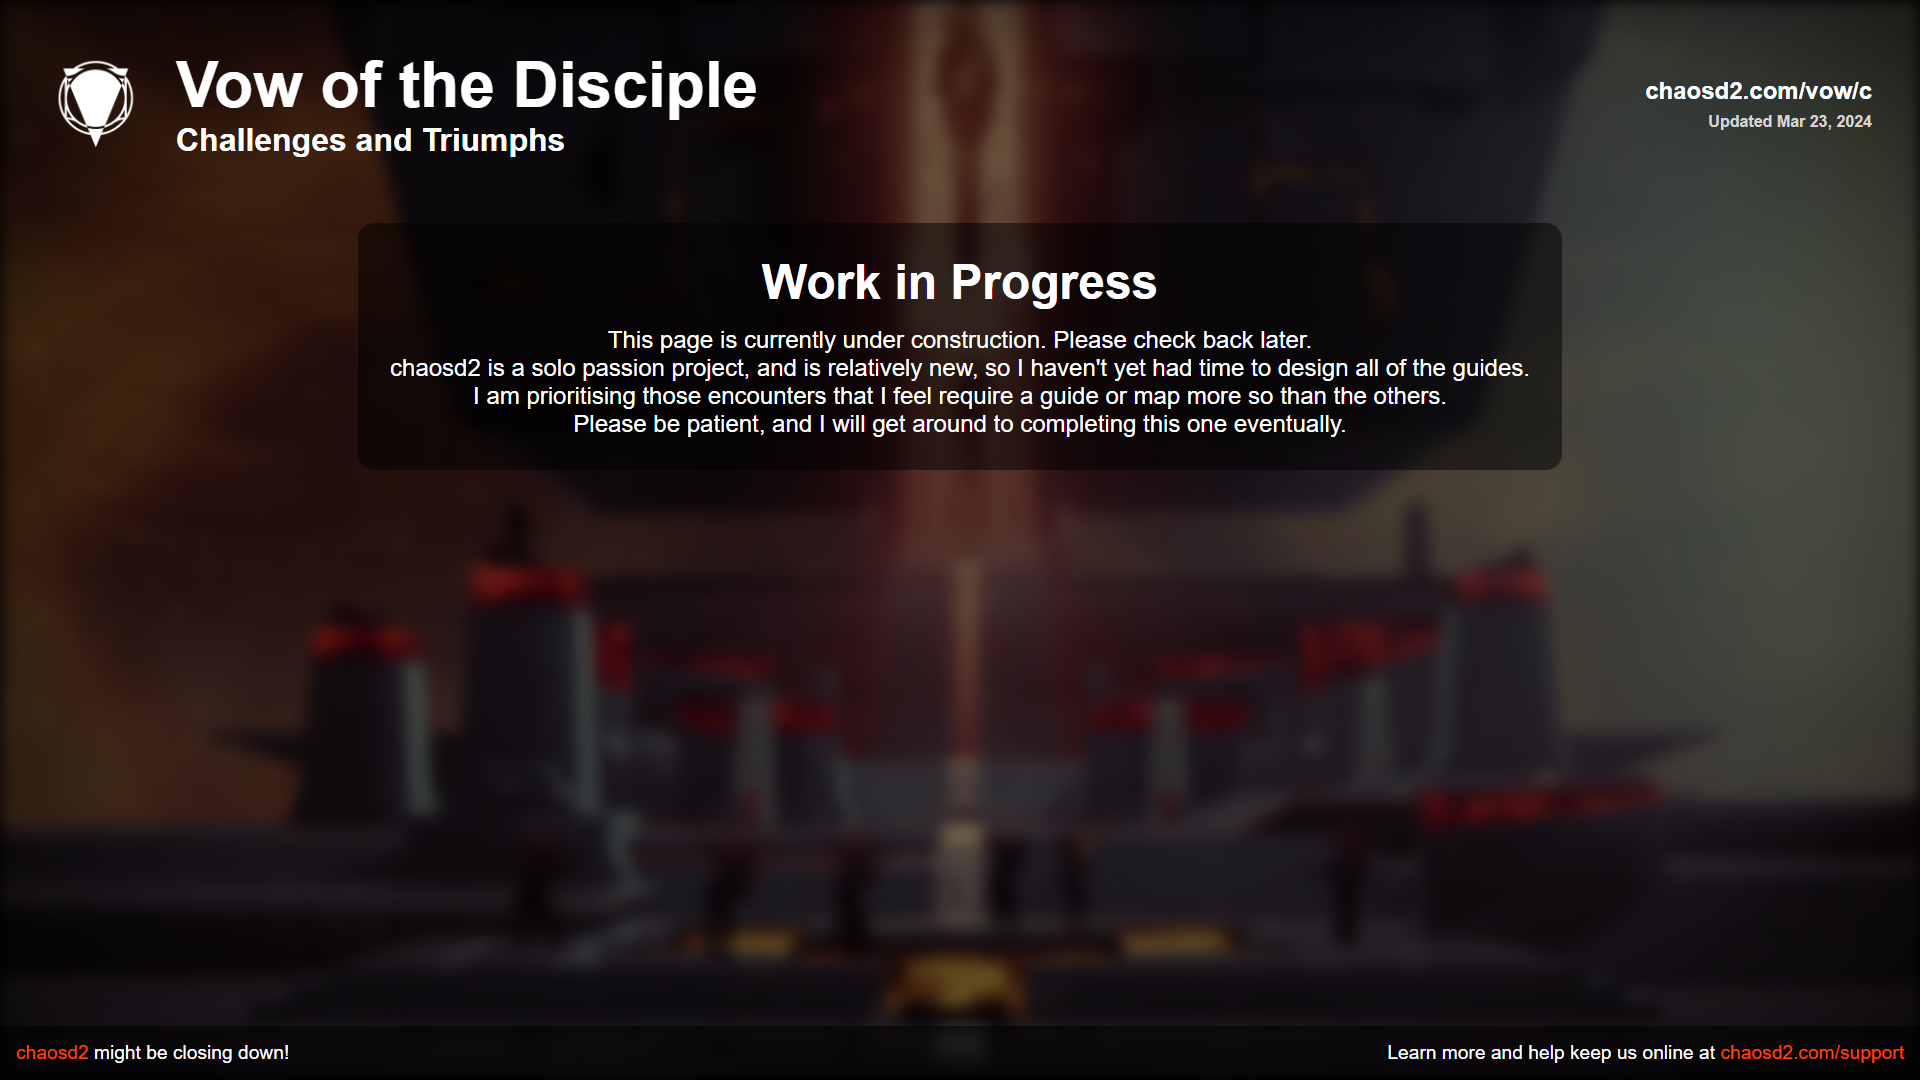 Vow of the Disciple
Challenges and Triumphs
chaosd2.com/vow/c
Updated Mar 23, 2024
Work in Progress
This page is currently under construction. Please check back later.
chaosd2 is a solo passion project, and is relatively new, so I haven't yet had time to design all of the guides.
I am prioritising those encounters that I feel require a guide or map more so than the others.
Please be patient, and I will get around to completing this one eventually.
chaosd2 might be closing down!
Learn more and help keep us online at chaosd2.com/support